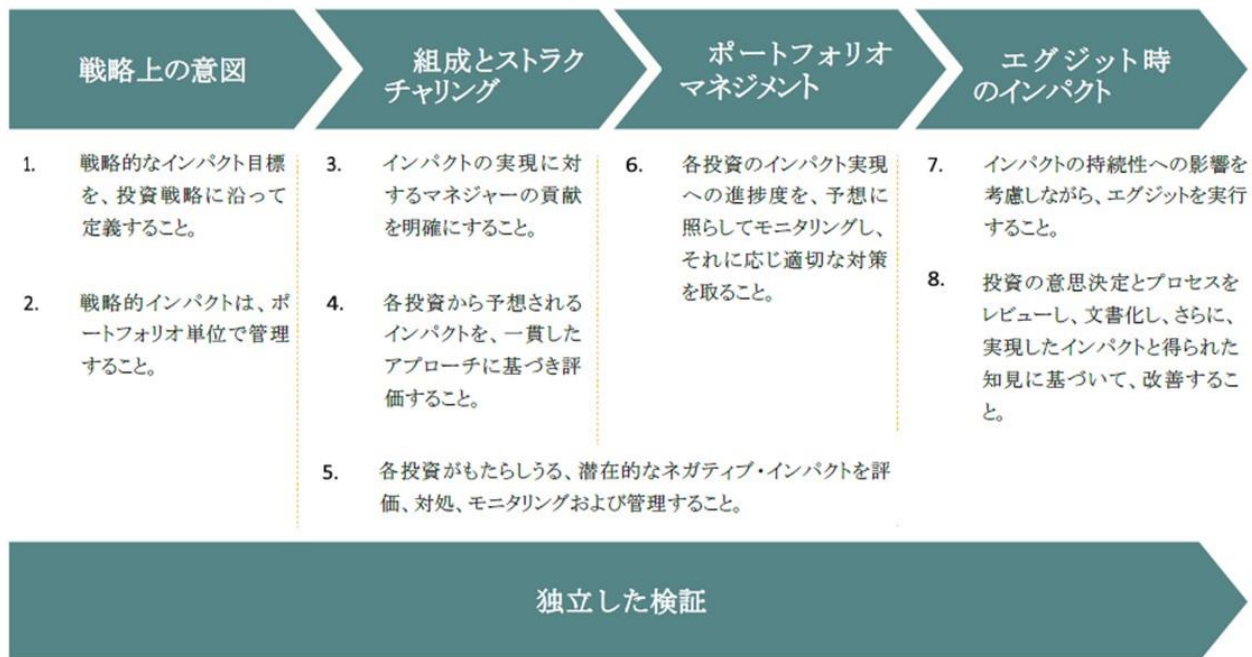 戦略上の意図
組成とストラク
チャリング
ポートフォリオ
マネジメント
エグジット時
のインパクト
1. 戦略的なインパクト目標
を、投資戦略に沿って
定義すること。
2. 戦略的インパクトは、ポ
ートフォリオ単位で管理
すること。
3. インパクトの実現に対
するマネジャーの貢献
を明確にすること。
4. 各投資から予想される
インパクトを、一貫した
アプローチに基づき評
価すること。
5. 各投資がもたらしうる、潜在的なネガティブ・インパクトを評
価、対処、モニタリングおよび管理すること。
6. 各投資のインパクト実現
への進捗度を、予想に
照らしてモニタリングし、
それに応じ適切な対策
を取ること。
7. インパクトの持続性への影響を
考慮しながら、エグジットを実行
すること。
8. 投資の意思決定とプロセスを
レビューし、文書化し、さらに、
実現したインパクトと得られた
知見に基づいて、改善するこ
と。
独立した検証